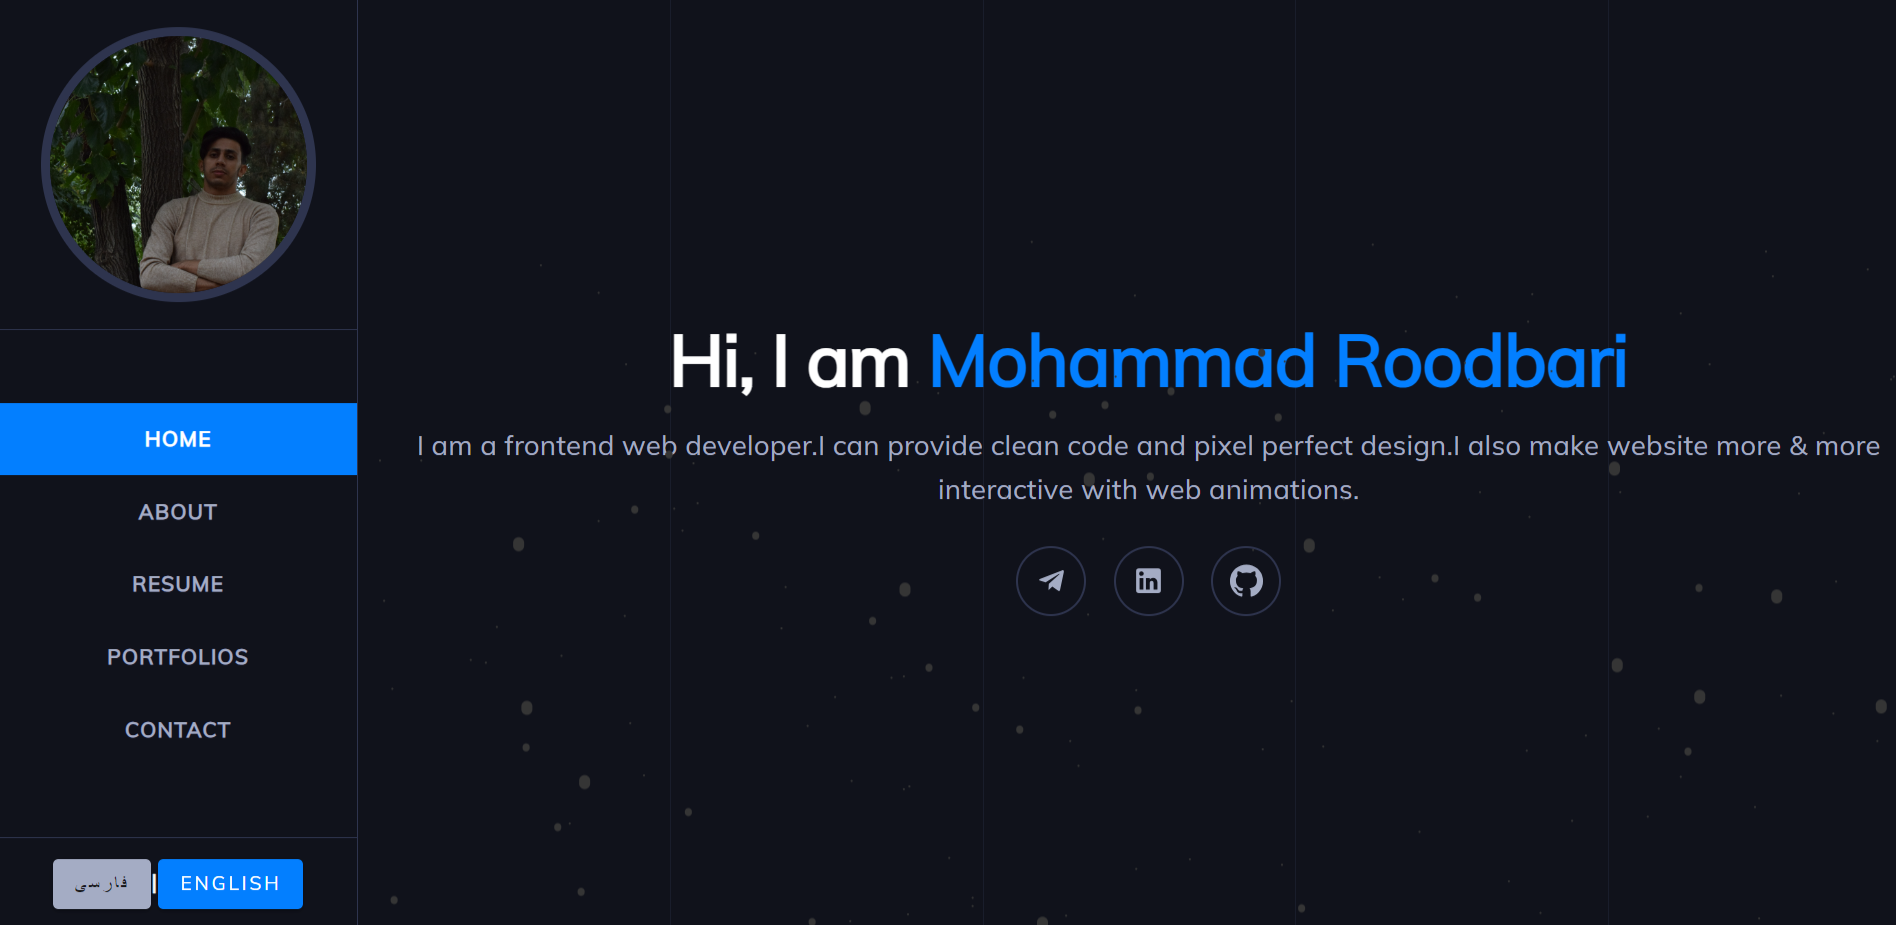 HOME
ABOUT
RESUME
PORTFOLIOS
CONTACT
فارسی | ENGLISH
Hi, I am Mohammad Roodbari
I am a frontend web developer.I can provide clean code and pixel perfect design.I also make website more & more
interactive with web animations.
in